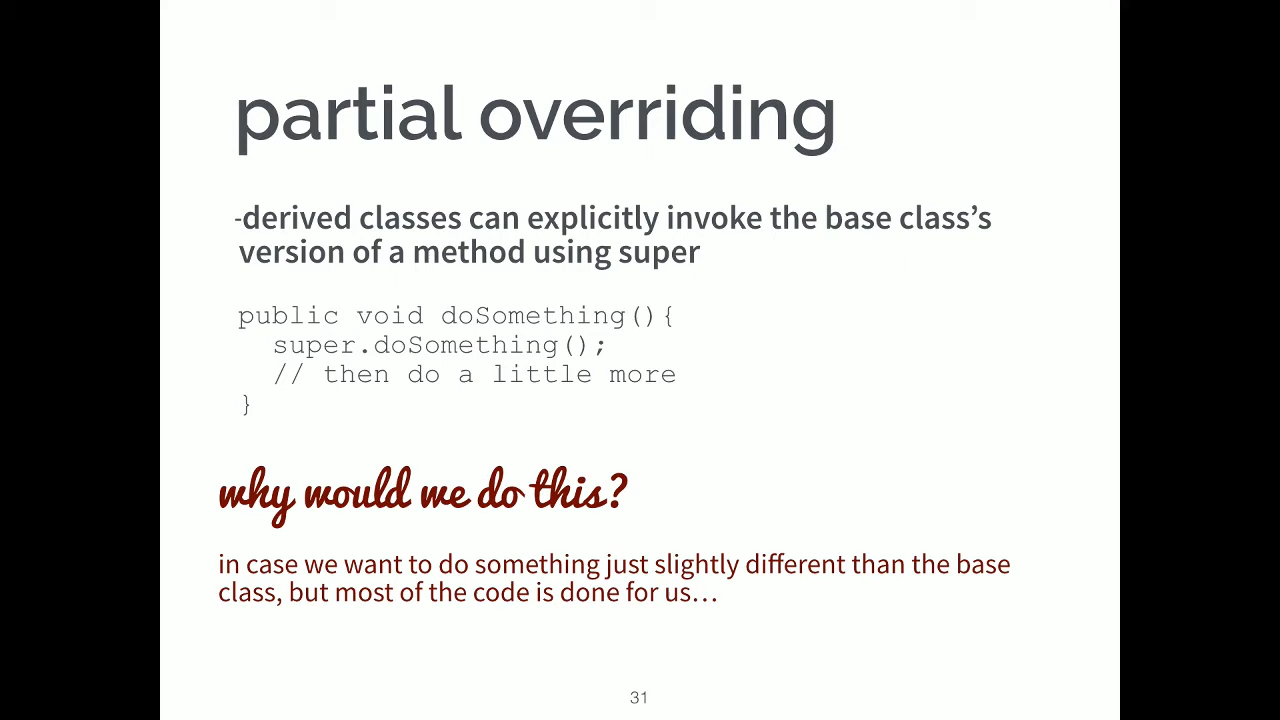 partial overriding
-derived classes can explicitly invoke the base class’s
version of a method using super
public void doSomething(){
super.doSomething();
// then do a little more
}
why would we do this?
in case we want to do something just slightly different than the base
class, but most of the code is done for us…
31